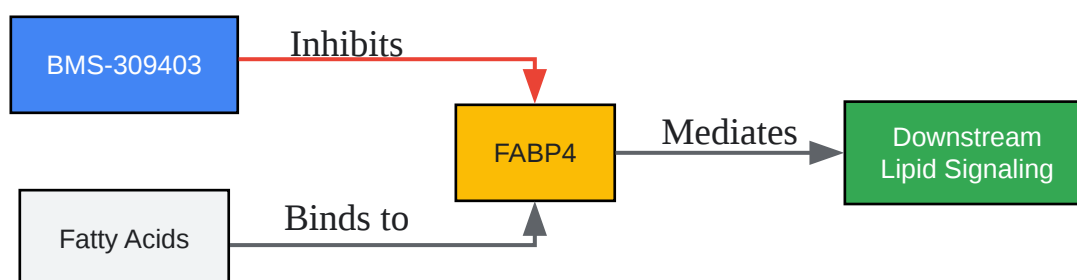 BMS-309403
Inhibits
FABP4
Mediates
Downstream
Lipid Signaling
Fatty Acids
Binds to